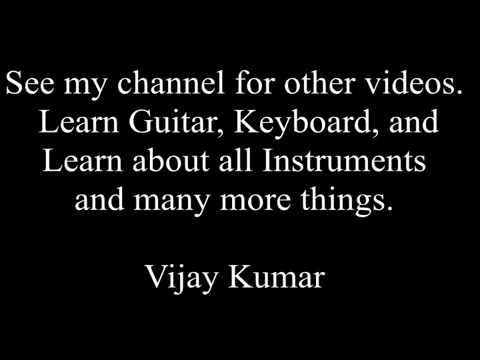 See my channel for other videos.
Learn Guitar, Keyboard, and
Learn about all Instruments
and many more things.
Vijay Kumar